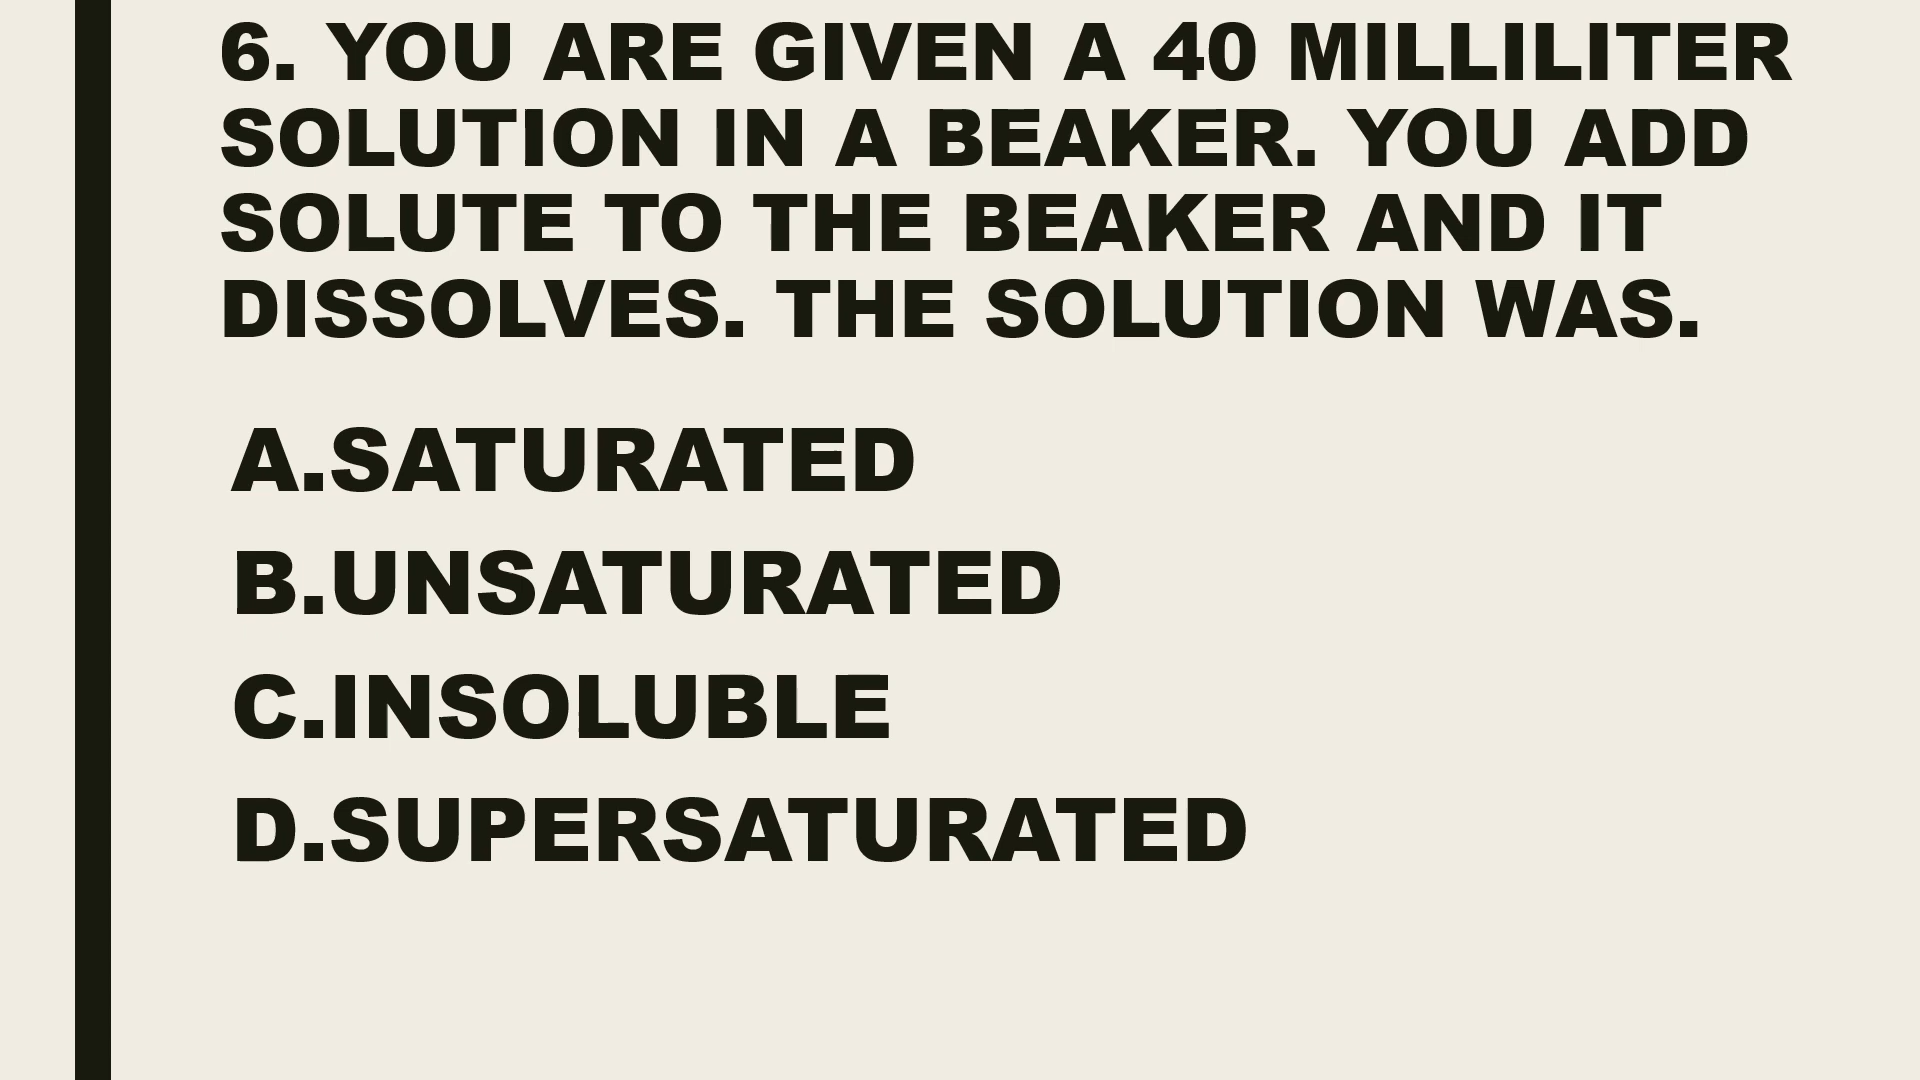 6. YOU ARE GIVEN A 40 MILLILITER
SOLUTION IN A BEAKER. YOU ADD
SOLUTE TO THE BEAKER AND IT
DISSOLVES. THE SOLUTION WAS.
A.SATURATED
B.UNSATURATED
C.INSOLUBLE
D.SUPERSATURATED